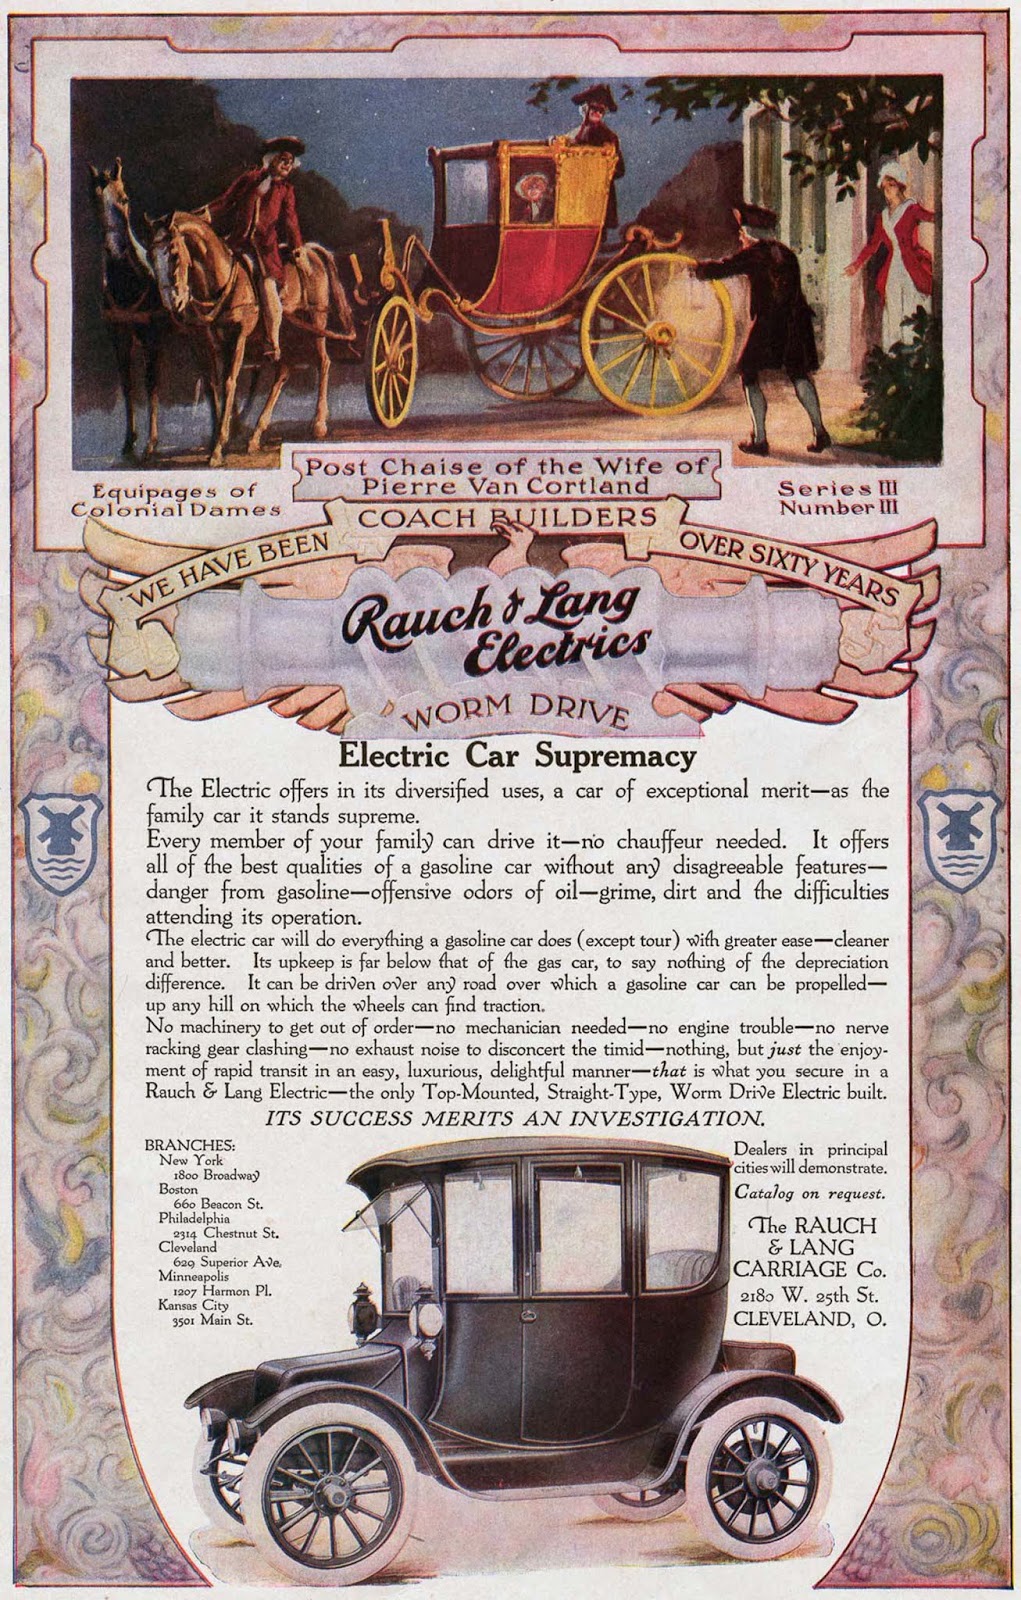 Post Chaise of the Wife of
Pierre Van Cortland
Equipages of
Colonial Dames
Series III
Number III
WE HAVE BEEN
COACH BUILDERS
OVER SIXTY YEARS
Rauch & Lang
Electrics
WORM DRIVE
Electric Car Supremacy
The Electric offers in its diversified uses, a car of exceptional merit—as the
family car it stands supreme.
Every member of your family can drive it—no chauffeur needed. It offers
all of the best qualities of a gasoline car without any disagreeable features—
danger from gasoline—offensive odors of oil—grime, dirt and the difficulties
attending its operation.
The electric car will do everything a gasoline car does (except tour) with greater ease—cleaner
and better. Its upkeep is far below that of the gas car, to say nothing of the depreciation
difference. It can be driven over any road over which a gasoline car can be propelled—
up any hill on which the wheels can find traction.
No machinery to get out of order—no mechanician needed—no engine trouble—no nerve
racking gear clashing—no exhaust noise to disconcert the timid—nothing, but just the enjoy-
ment of rapid transit in an easy, luxurious, delightful manner—that is what you secure in a
Rauch & Lang Electric—the only Top-Mounted, Straight-Type, Worm Drive Electric built.
ITS SUCCESS MERITS AN INVESTIGATION.
BRANCHES:
New York
1800 Broadway
Boston
660 Beacon St.
Philadelphia
2314 Chestnut St.
Cleveland
629 Superior Ave.
Minneapolis
1207 Harmon Pl.
Kansas City
3501 Main St.
Dealers in principal
cities will demonstrate.
Catalog on request.
The RAUCH
& LANG
CARRIAGE Co.
2180 W. 25th St.
CLEVELAND, O.